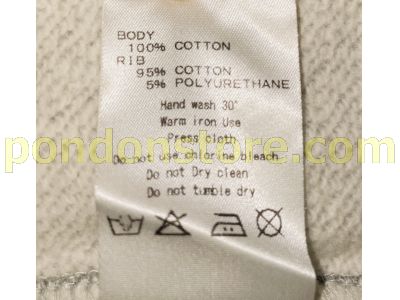 BODY
100% COTTON
RIB
95% COTTON
5% POLYURETHANE
Hand wash 30°
Warm iron Use
Press cloth
pondonstore.com
Do not use chlorine bleach
Do not Dry clean
Do not tumble dry